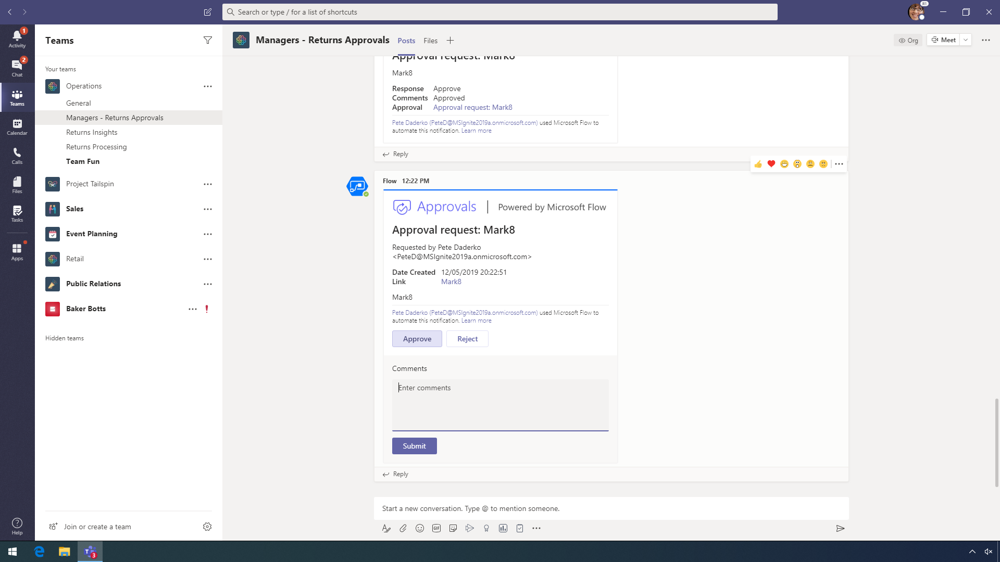 Search or type / for a list of shortcuts
R1
Activity
1
Chat
2
Teams
Calendar
Calls
Files
Tasks
Apps
Help
Teams
Your teams
Operations
General
Managers - Returns Approvals
Returns Insights
Returns Processing
Team Fun
Project Tailspin
Sales
Event Planning
Retail
Public Relations
Baker Botts
Hidden teams
Join or create a team
Managers - Returns Approvals
Posts
Files
Org
Meet
Approval request: Mark8
Mark8
Response Approve
Comments Approved
Approval Approval request: Mark8
Pete Daderko (PeteD@MSIgnite2019a.onmicrosoft.com) used Microsoft Flow to
automate this notification. Learn more
Reply
Flow 12:22 PM
Approvals | Powered by Microsoft Flow
Approval request: Mark8
Requested by Pete Daderko
<PeteD@MSIgnite2019a.onmicrosoft.com>
Date Created 12/05/2019 20:22:51
Link Mark8
Mark8
Pete Daderko (PeteD@MSIgnite2019a.onmicrosoft.com) used Microsoft Flow to
automate this notification. Learn more
Approve
Reject
Comments
Enter comments
Submit
Reply
Start a new conversation. Type @ to mention someone.
GIF
T
3